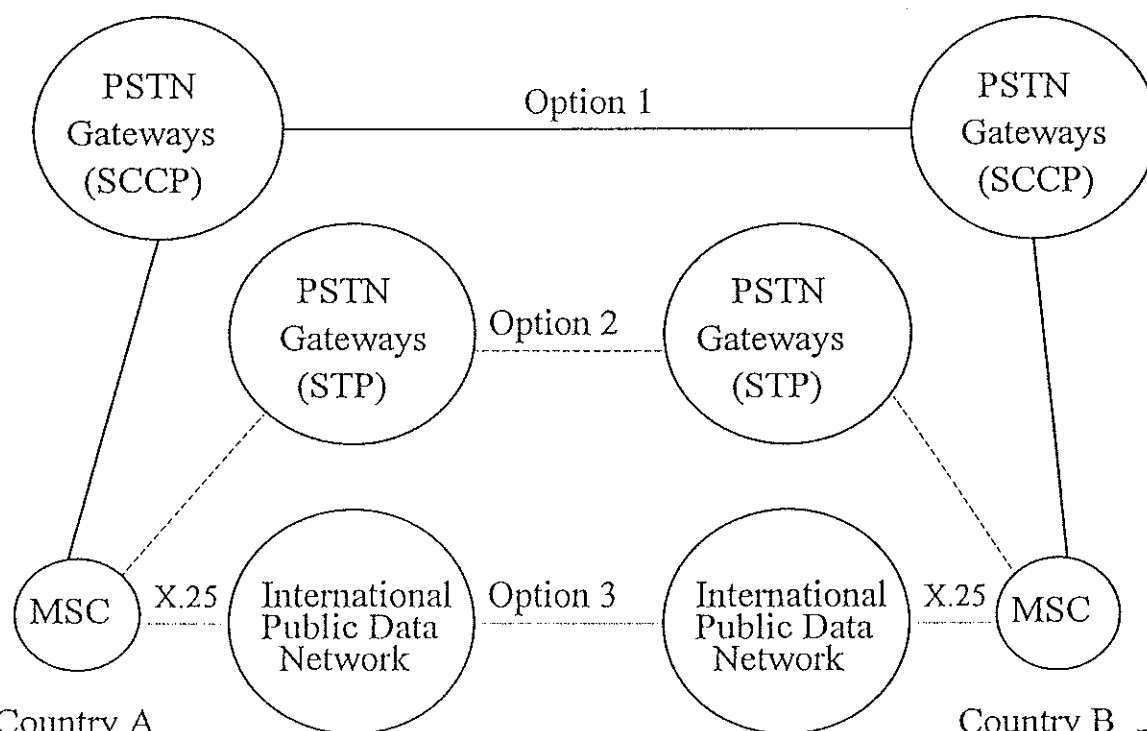 PSTN
Gateways
(SCCP)
Option 1
PSTN
Gateways
(SCCP)
PSTN
Gateways
(STP)
Option 2
PSTN
Gateways
(STP)
MSC
X.25
International
Public Data
Network
Option 3
International
Public Data
Network
X.25
MSC
Country A
Country B